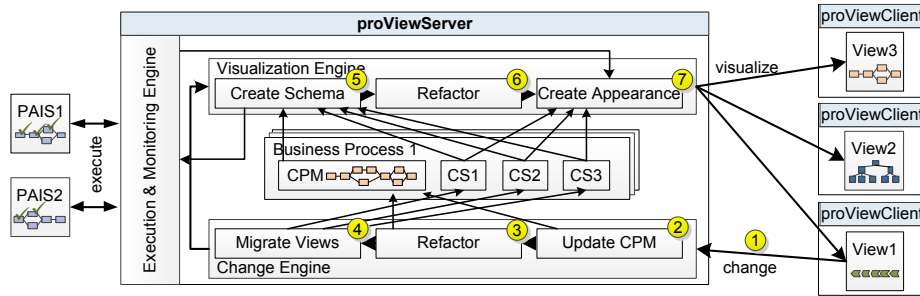 proViewServer
Execution & Monitoring Engine
Visualization Engine
5
6
7
Create Schema
Refactor
Create Appearance
Business Process 1
CPM
CS1
CS2
CS3
4
3
2
Migrate Views
Refactor
Update CPM
Change Engine
PAIS1
execute
PAIS2
visualize
1
change
proViewClient
View3
proViewClient
View2
proViewClient
View1